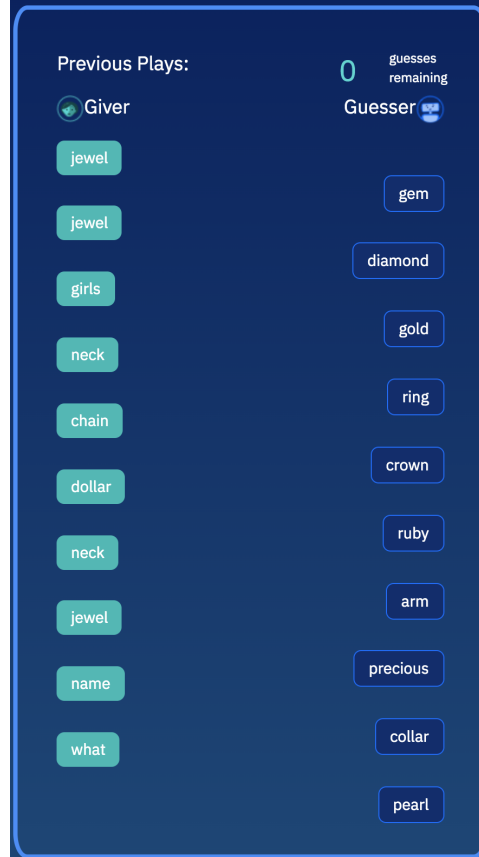 Previous Plays:
0 guesses remaining
Giver
Guesser
jewel
gem
jewel
diamond
girls
gold
neck
ring
chain
crown
dollar
ruby
neck
arm
jewel
precious
name
collar
what
pearl